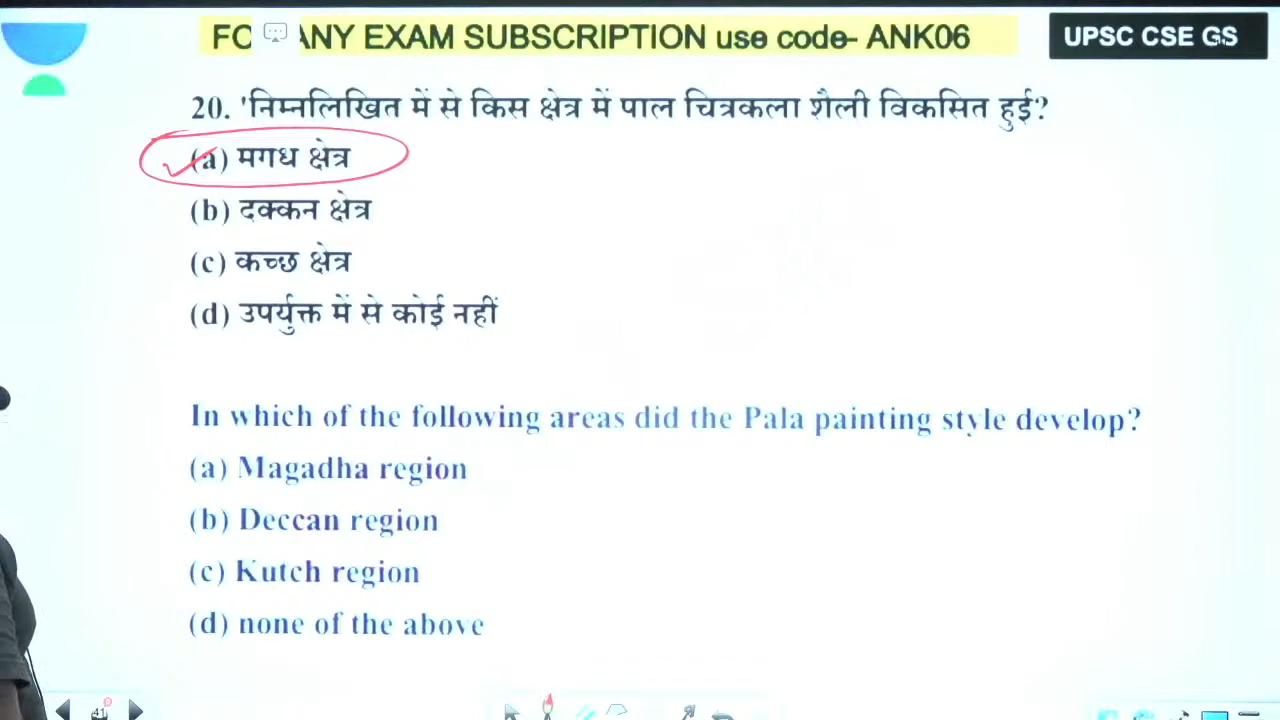 FO ANY EXAM SUBSCRIPTION use code- ANK06
UPSC CSE GS
20. 'निम्नलिखित में से किस क्षेत्र में पाल चित्रकला शैली विकसित हुई?
(a) मगध क्षेत्र
(b) दक्कन क्षेत्र
(c) कच्छ क्षेत्र
(d) उपर्युक्त में से कोई नहीं
In which of the following areas did the Pala painting style develop?
(a) Magadha region
(b) Deccan region
(c) Kutch region
(d) none of the above
41